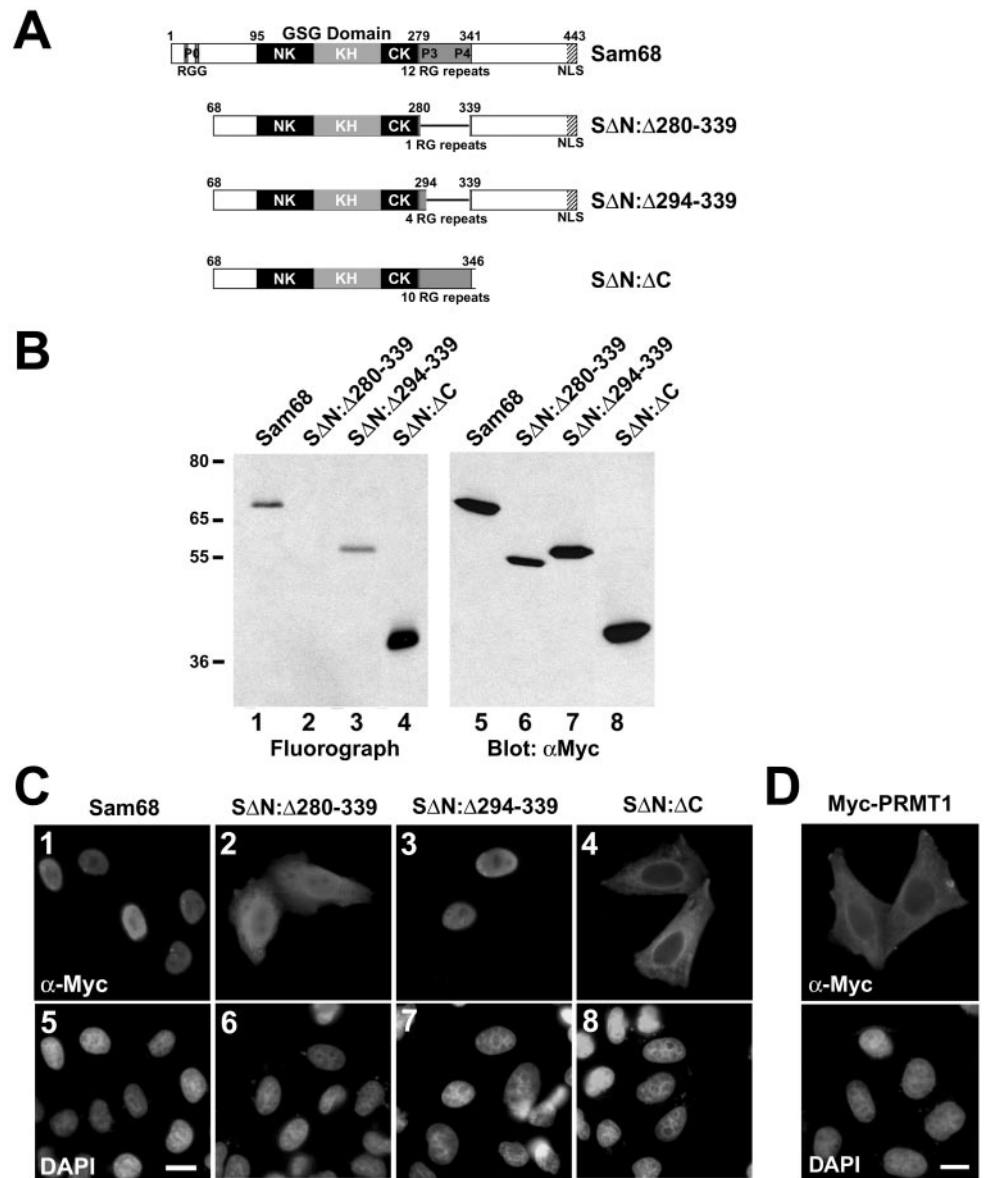 A
1 95 GSG Domain 279 341 443
P0 NK KH CK P3 P4 Sam68
RGG 12 RG repeats NLS
68 280 339
NK KH CK SΔN:Δ280-339
1 RG repeats NLS
68 294 339
NK KH CK SΔN:Δ294-339
4 RG repeats NLS
68 346
NK KH CK SΔN:ΔC
10 RG repeats
B
Sam68 SΔN:Δ280-339 SΔN:Δ294-339 SΔN:ΔC Sam68 SΔN:Δ280-339 SΔN:Δ294-339 SΔN:ΔC
80
65
55
36
1 2 3 4 5 6 7 8
Fluorograph Blot: αMyc
C D
Sam68 SΔN:Δ280-339 SΔN:Δ294-339 SΔN:ΔC Myc-PRMT1
1 2 3 4
α-Myc α-Myc
5 6 7 8
DAPI DAPI